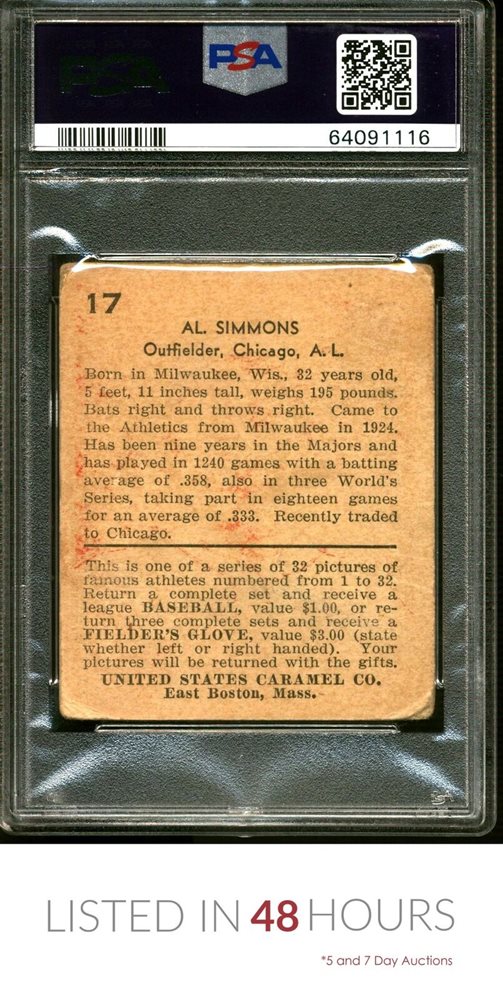 PSA
PSA
64091116
17
AL. SIMMONS
Outfielder, Chicago, A. L.
Born in Milwaukee, Wis., 32 years old,
5 feet, 11 inches tall, weighs 195 pounds.
Bats right and throws right. Came to
the Athletics from Milwaukee in 1924.
Has been nine years in the Majors and
has played in 1240 games with a batting
average of .358, also in three World's
Series, taking part in eighteen games
for an average of .333. Recently traded
to Chicago.
This is one of a series of 32 pictures of
famous athletes numbered from 1 to 32.
Return a complete set and receive a
league BASEBALL, value $1.00, or re-
turn three complete sets and receive a
FIELDER'S GLOVE, value $3.00 (state
whether left or right handed). Your
pictures will be returned with the gifts.
UNITED STATES CARAMEL CO.
East Boston, Mass.
LISTED IN 48 HOURS
*5 and 7 Day Auctions